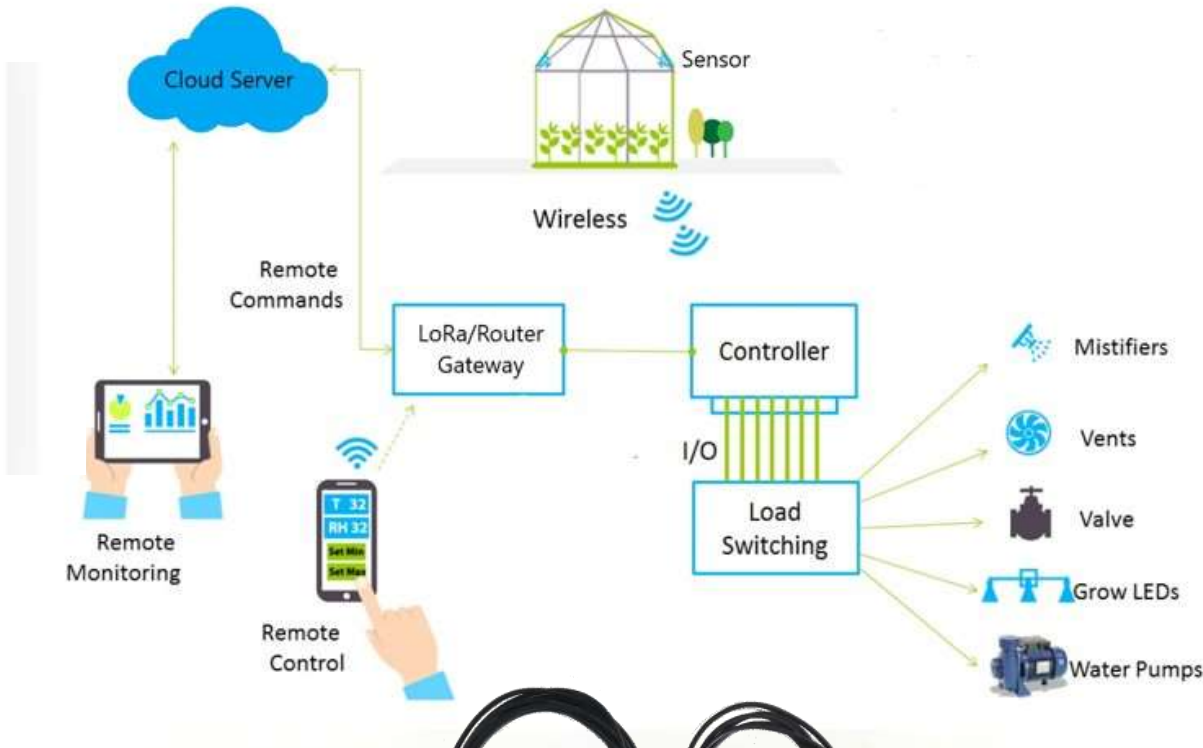 Cloud Server
Sensor
Wireless
Remote
Commands
LoRa/Router
Gateway
Controller
Mistifiers
I/O
Vents
T 32
RH 32
Set Min
Set Max
Load
Switching
Valve
Remote
Monitoring
Grow LEDs
Remote
Control
Water Pumps